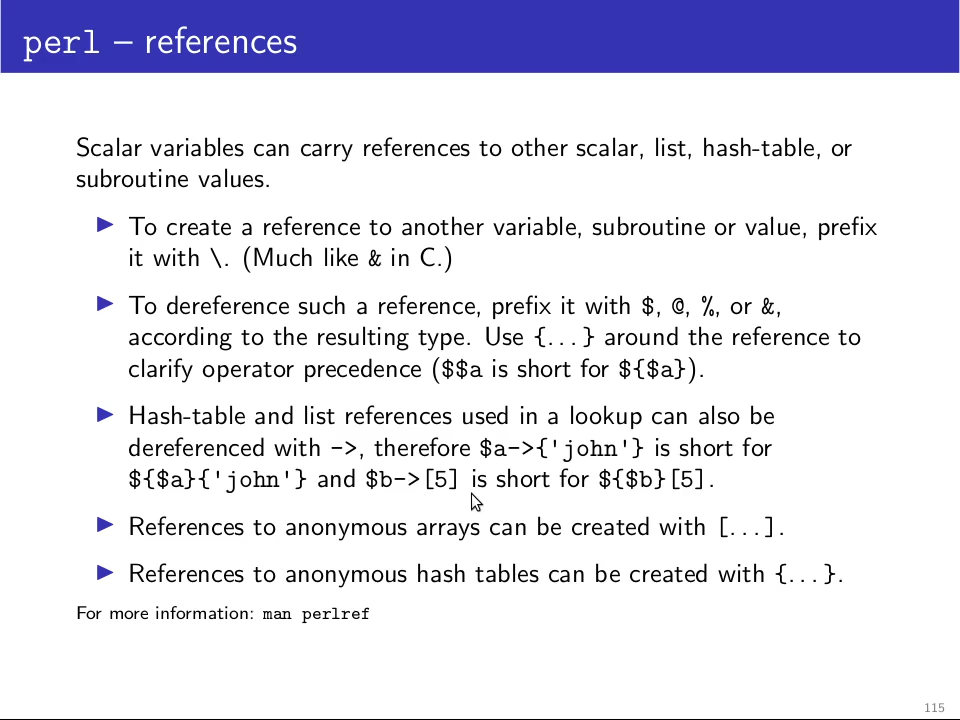 perl – references
Scalar variables can carry references to other scalar, list, hash-table, or
subroutine values.
▶ To create a reference to another variable, subroutine or value, prefix
it with \. (Much like & in C.)
▶ To dereference such a reference, prefix it with $, @, %, or &,
according to the resulting type. Use {...} around the reference to
clarify operator precedence ($$a is short for ${$a}).
▶ Hash-table and list references used in a lookup can also be
dereferenced with ->, therefore $a->{'john'} is short for
${$a}{'john'} and $b->[5] is short for ${$b}[5].
▶ References to anonymous arrays can be created with [...].
▶ References to anonymous hash tables can be created with {...}.
For more information: man perlref
115